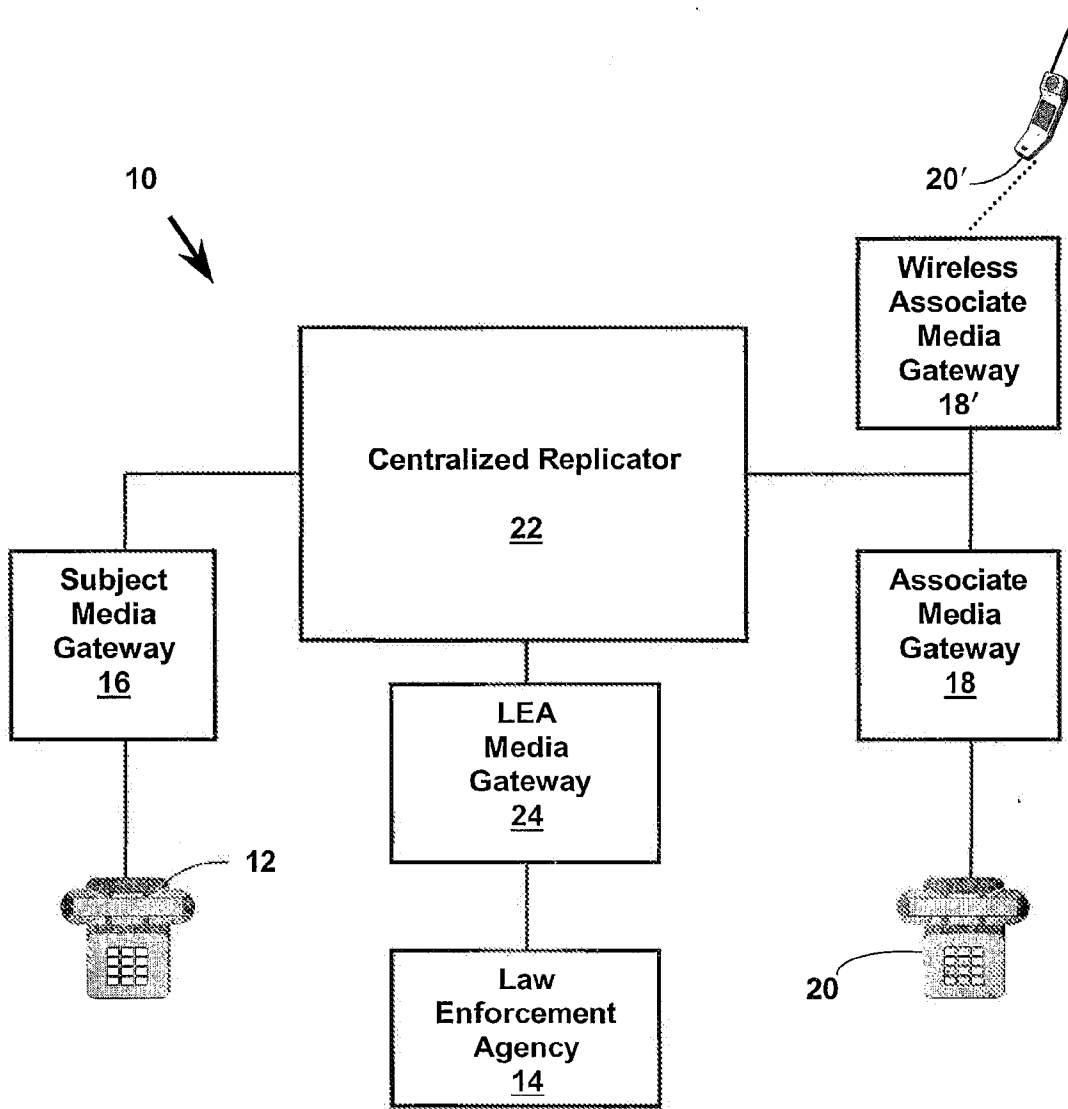 20′
10
Wireless
Associate
Media
Gateway
18′
Centralized Replicator
22
Subject
Media
Gateway
16
Associate
Media
Gateway
18
LEA
Media
Gateway
24
12
20
Law
Enforcement
Agency
14